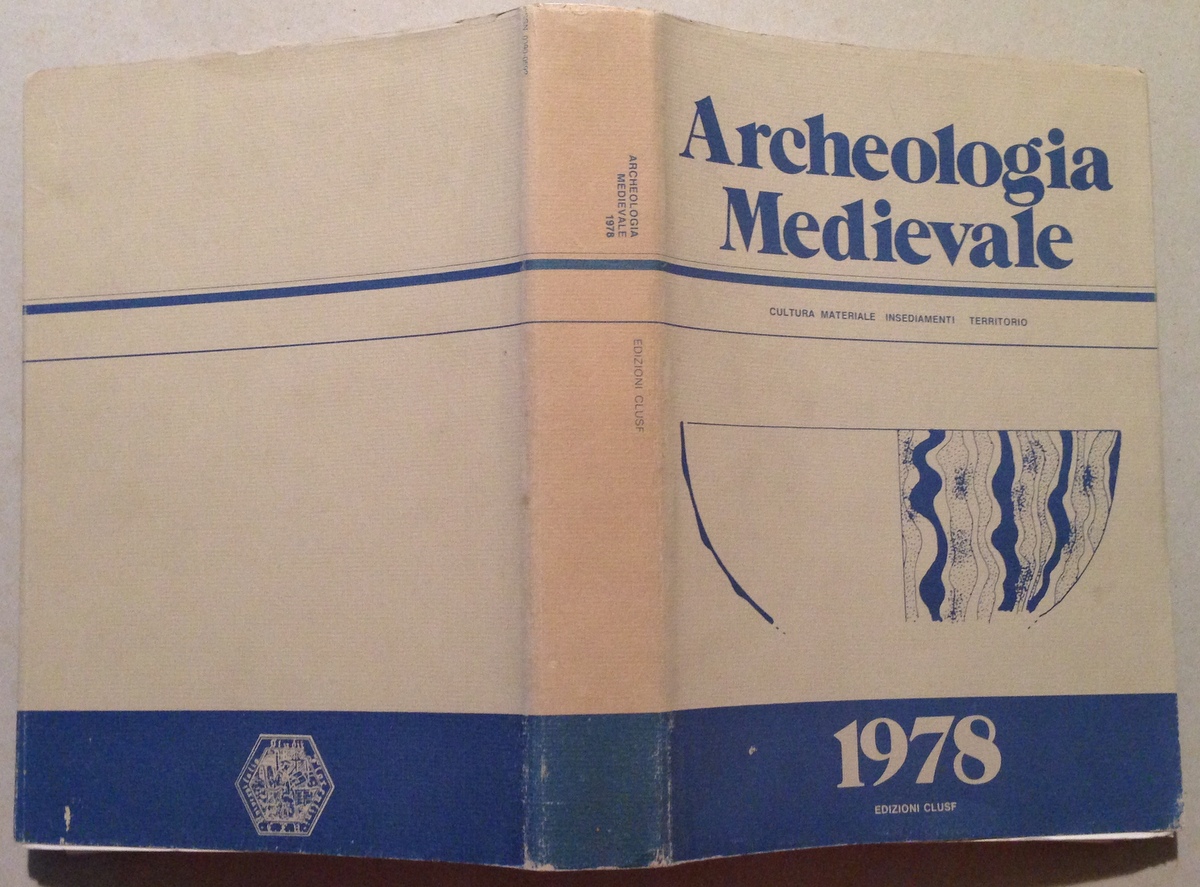 Archeologia
Medievale
CULTURA MATERIALE INSEDIAMENTI TERRITORIO
1978
EDIZIONI CLUSF
ARCHEOLOGIA
MEDIEVALE
1978
EDIZIONI CLUSF